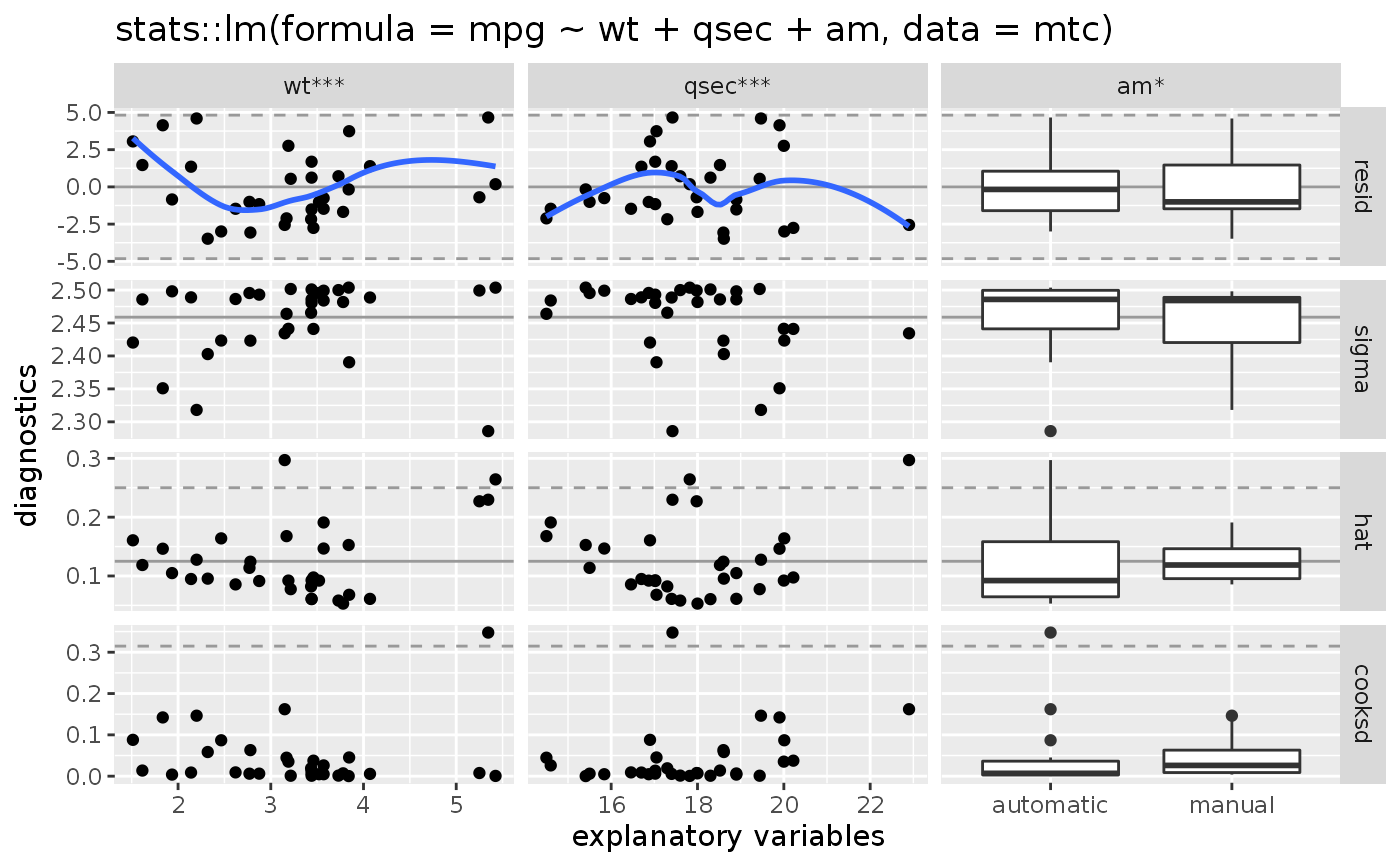 stats::lm(formula = mpg ~ wt + qsec + am, data = mtc)
wt*** qsec*** am*
5.0
2.5
0.0
-2.5
-5.0
resid
2.50
2.45
2.40
2.35
2.30
sigma
0.3
0.2
0.1
hat
0.3
0.2
0.1
0.0
cooksd
diagnostics
2 3 4 5 16 18 20 22 automatic manual
explanatory variables